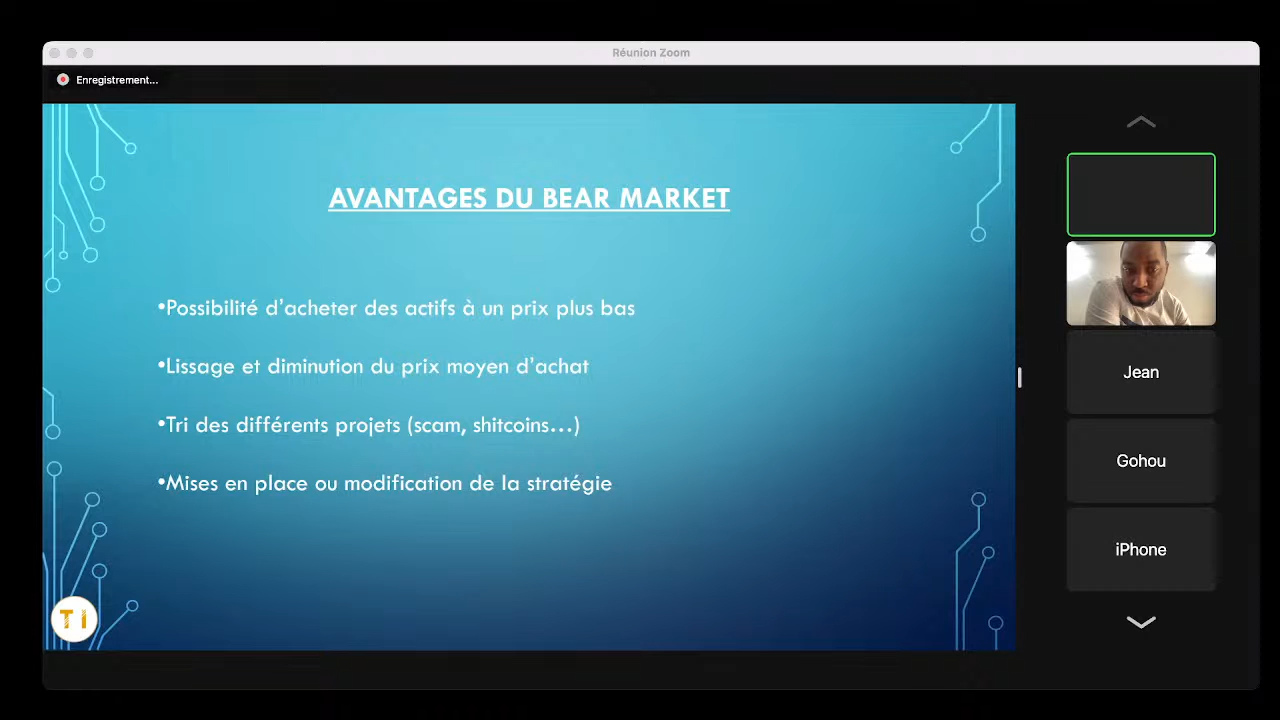 Réunion Zoom
Enregistrement...
AVANTAGES DU BEAR MARKET
•Possibilité d'acheter des actifs à un prix plus bas
•Lissage et diminution du prix moyen d'achat
•Tri des différents projets (scam, shitcoins...)
•Mises en place ou modification de la stratégie
TI
Jean
Gohou
iPhone